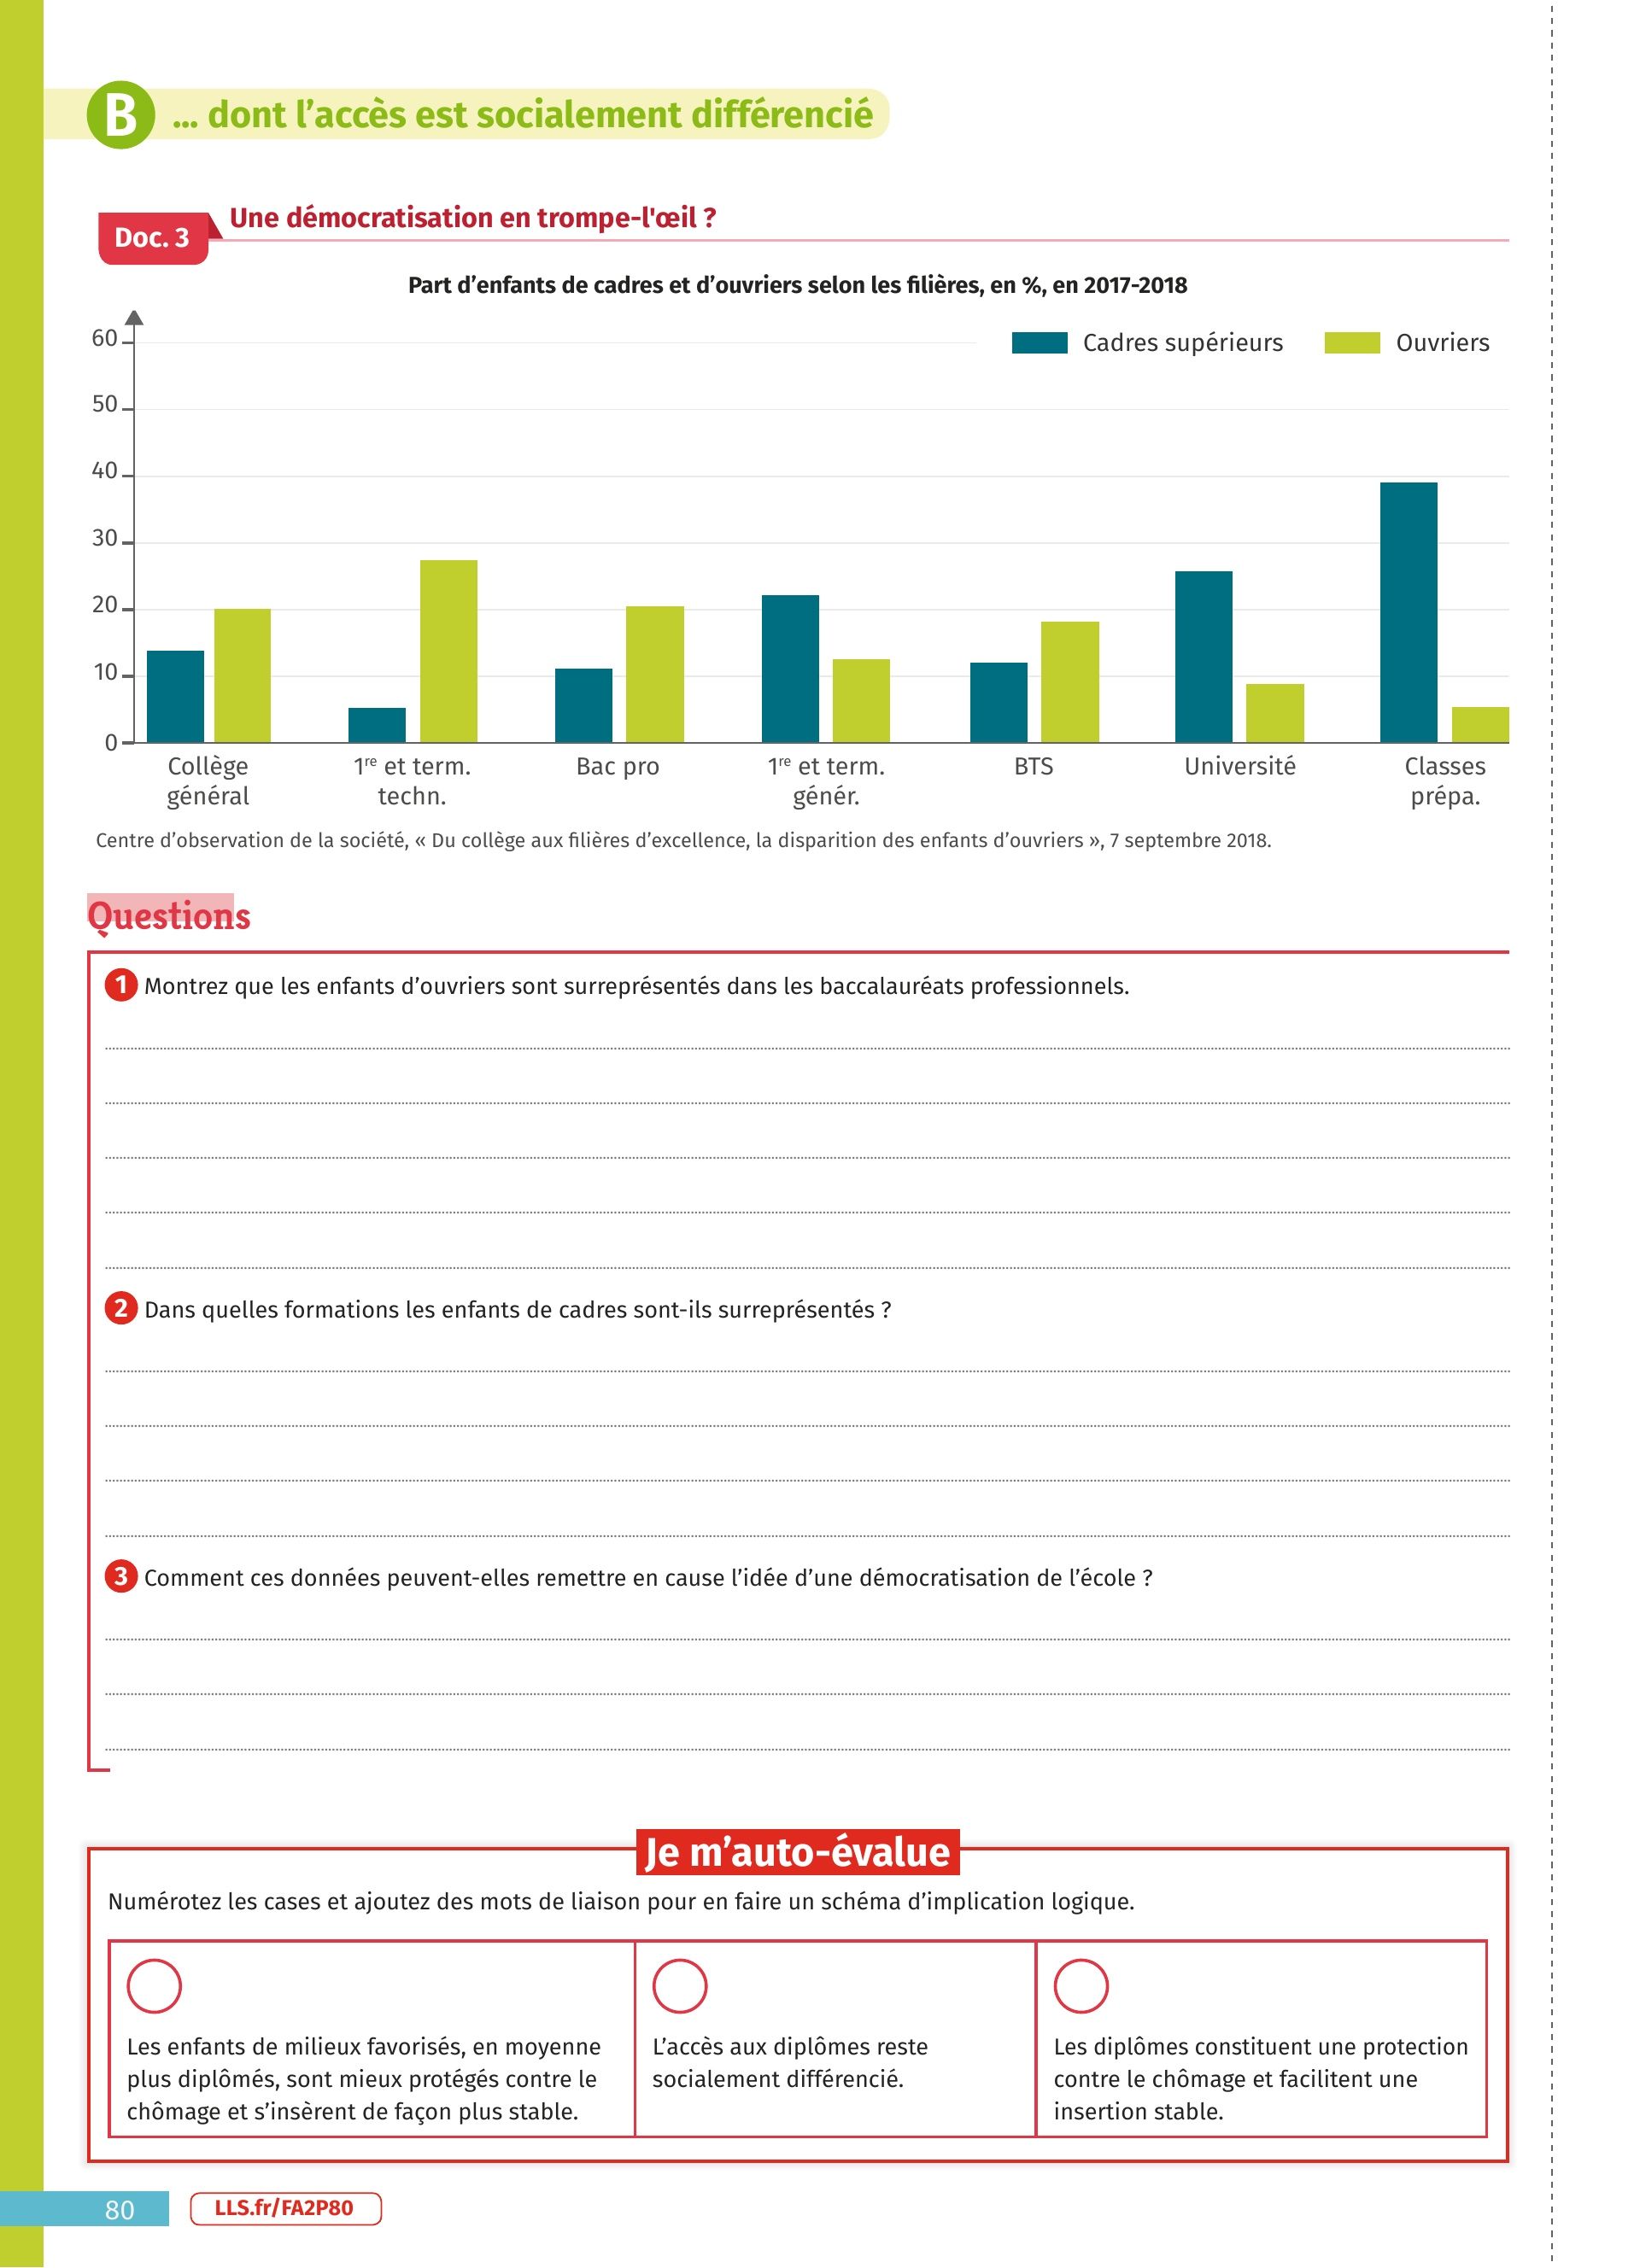 B ... dont l’accès est socialement différencié
Doc. 3
Une démocratisation en trompe-l'œil ?
Part d’enfants de cadres et d’ouvriers selon les filières, en %, en 2017-2018
Cadres supérieurs
Ouvriers
60
50
40
30
20
10
0
Collège
général
1re et term.
techn.
Bac pro
1re et term.
génér.
BTS
Université
Classes
prépa.
Centre d’observation de la société, « Du collège aux filières d’excellence, la disparition des enfants d’ouvriers », 7 septembre 2018.
Questions
1 Montrez que les enfants d’ouvriers sont surreprésentés dans les baccalauréats professionnels.
2 Dans quelles formations les enfants de cadres sont-ils surreprésentés ?
3 Comment ces données peuvent-elles remettre en cause l’idée d’une démocratisation de l’école ?
Je m’auto-évalue
Numérotez les cases et ajoutez des mots de liaison pour en faire un schéma d’implication logique.
Les enfants de milieux favorisés, en moyenne
plus diplômés, sont mieux protégés contre le
chômage et s’insèrent de façon plus stable.
L’accès aux diplômes reste
socialement différencié.
Les diplômes constituent une protection
contre le chômage et facilitent une
insertion stable.
80
LLS.fr/FA2P80